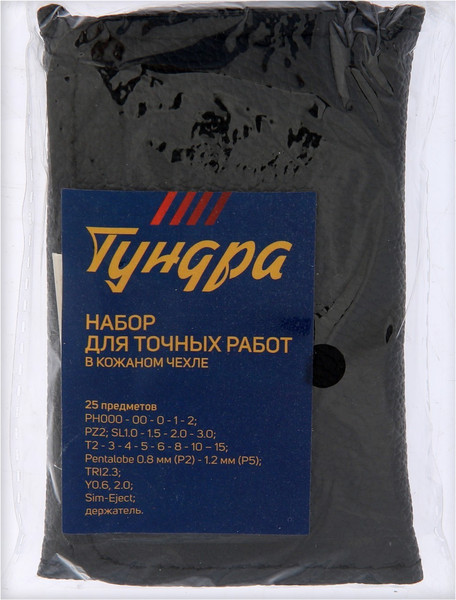 Тундра
НАБОР
ДЛЯ ТОЧНЫХ РАБОТ
В КОЖАНОМ ЧЕХЛЕ
25 предметов
PH000 - 00 - 0 - 1 - 2;
PZ2; SL1.0 - 1.5 - 2.0 - 3.0;
T2 - 3 - 4 - 5 - 6 - 8 - 10 – 15;
Pentalobe 0.8 мм (P2) - 1.2 мм (P5);
TRI2.3;
Y0.6, 2.0;
Sim-Eject;
держатель.